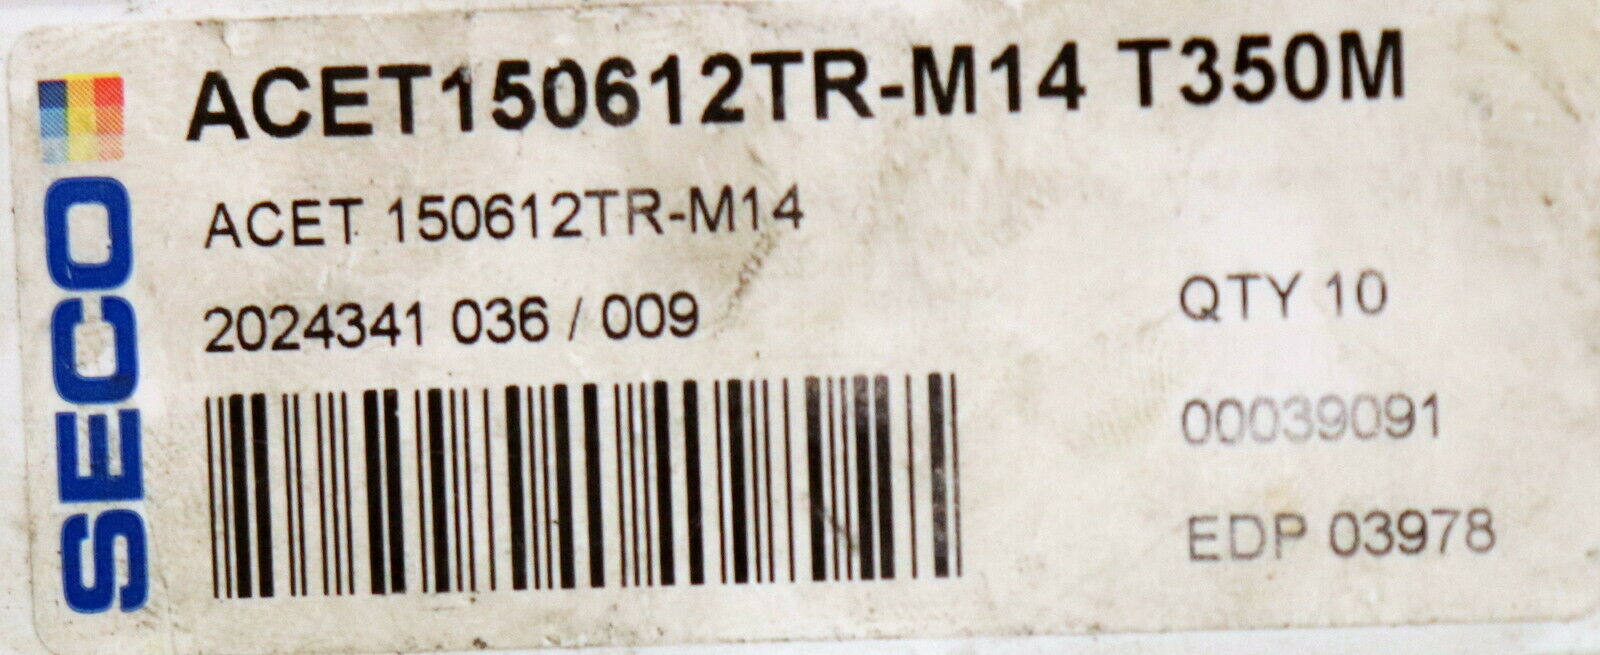 SECO
ACET150612TR-M14 T350M
ACET 150612TR-M14
2024341 036 / 009
QTY 10
00039091
EDP 03978